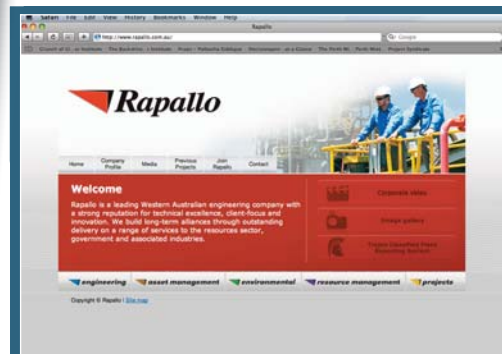 Safari File Edit View History Bookmarks Window Help
Rapallo
http://www.rapallo.com.au/
Google
Rapallo
Home
Company Profile
Media
Previous Projects
Join Rapallo
Contact
Welcome
Rapallo is a leading Western Australian engineering company with
a strong reputation for technical excellence, client-focus and
innovation. We build long-term alliances through outstanding
delivery on a range of services to the resources sector,
government and associated industries.
Corporate video
Image gallery
engineering asset management environmental resource management projects
Copyright © Rapallo | Site map